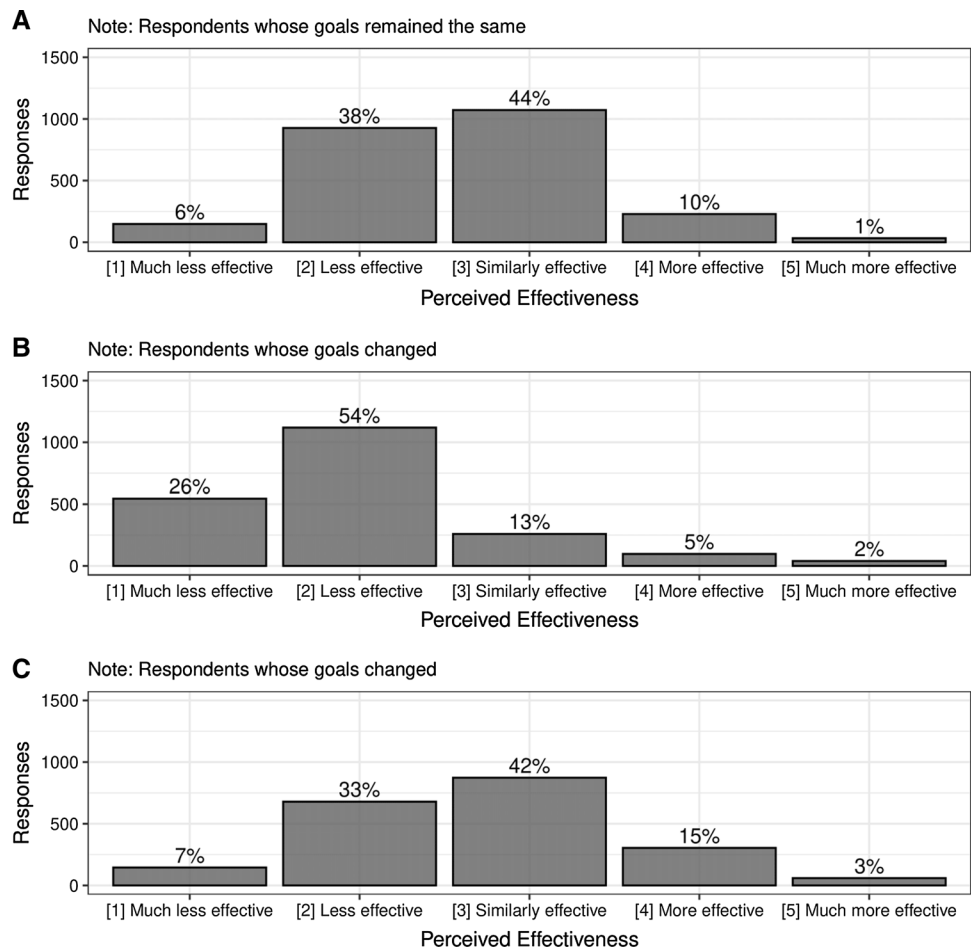 A
Note: Respondents whose goals remained the same
1500
1000
500
0
Responses
6%
38%
44%
10%
1%
[1] Much less effective
[2] Less effective
[3] Similarly effective
[4] More effective
[5] Much more effective
Perceived Effectiveness
B
Note: Respondents whose goals changed
1500
1000
500
0
Responses
26%
54%
13%
5%
2%
[1] Much less effective
[2] Less effective
[3] Similarly effective
[4] More effective
[5] Much more effective
Perceived Effectiveness
C
Note: Respondents whose goals changed
1500
1000
500
0
Responses
7%
33%
42%
15%
3%
[1] Much less effective
[2] Less effective
[3] Similarly effective
[4] More effective
[5] Much more effective
Perceived Effectiveness